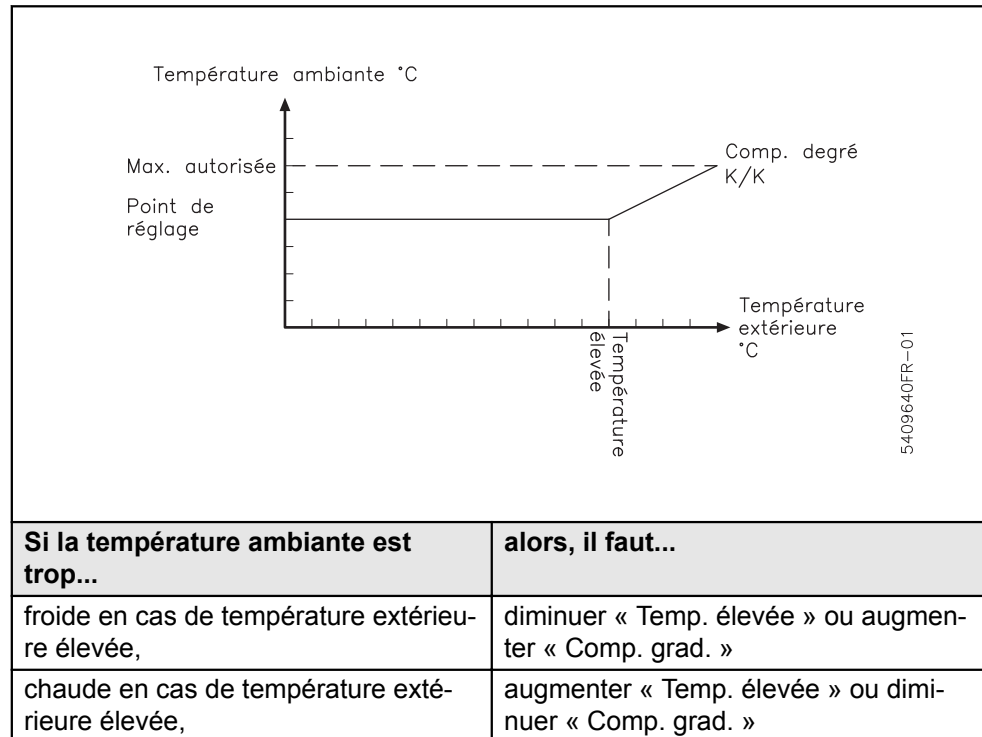 Température ambiante °C
Max. autorisée
Point de
réglage
Comp. degré
K/K
Température
extérieure
°C
Température
élevée
5409640FR-01
Si la température ambiante est
trop...
alors, il faut...
froide en cas de température extérieu-
re élevée,
diminuer « Temp. élevée » ou augmen-
ter « Comp. grad. »
chaude en cas de température exté-
rieure élevée,
augmenter « Temp. élevée » ou dimi-
nuer « Comp. grad. »